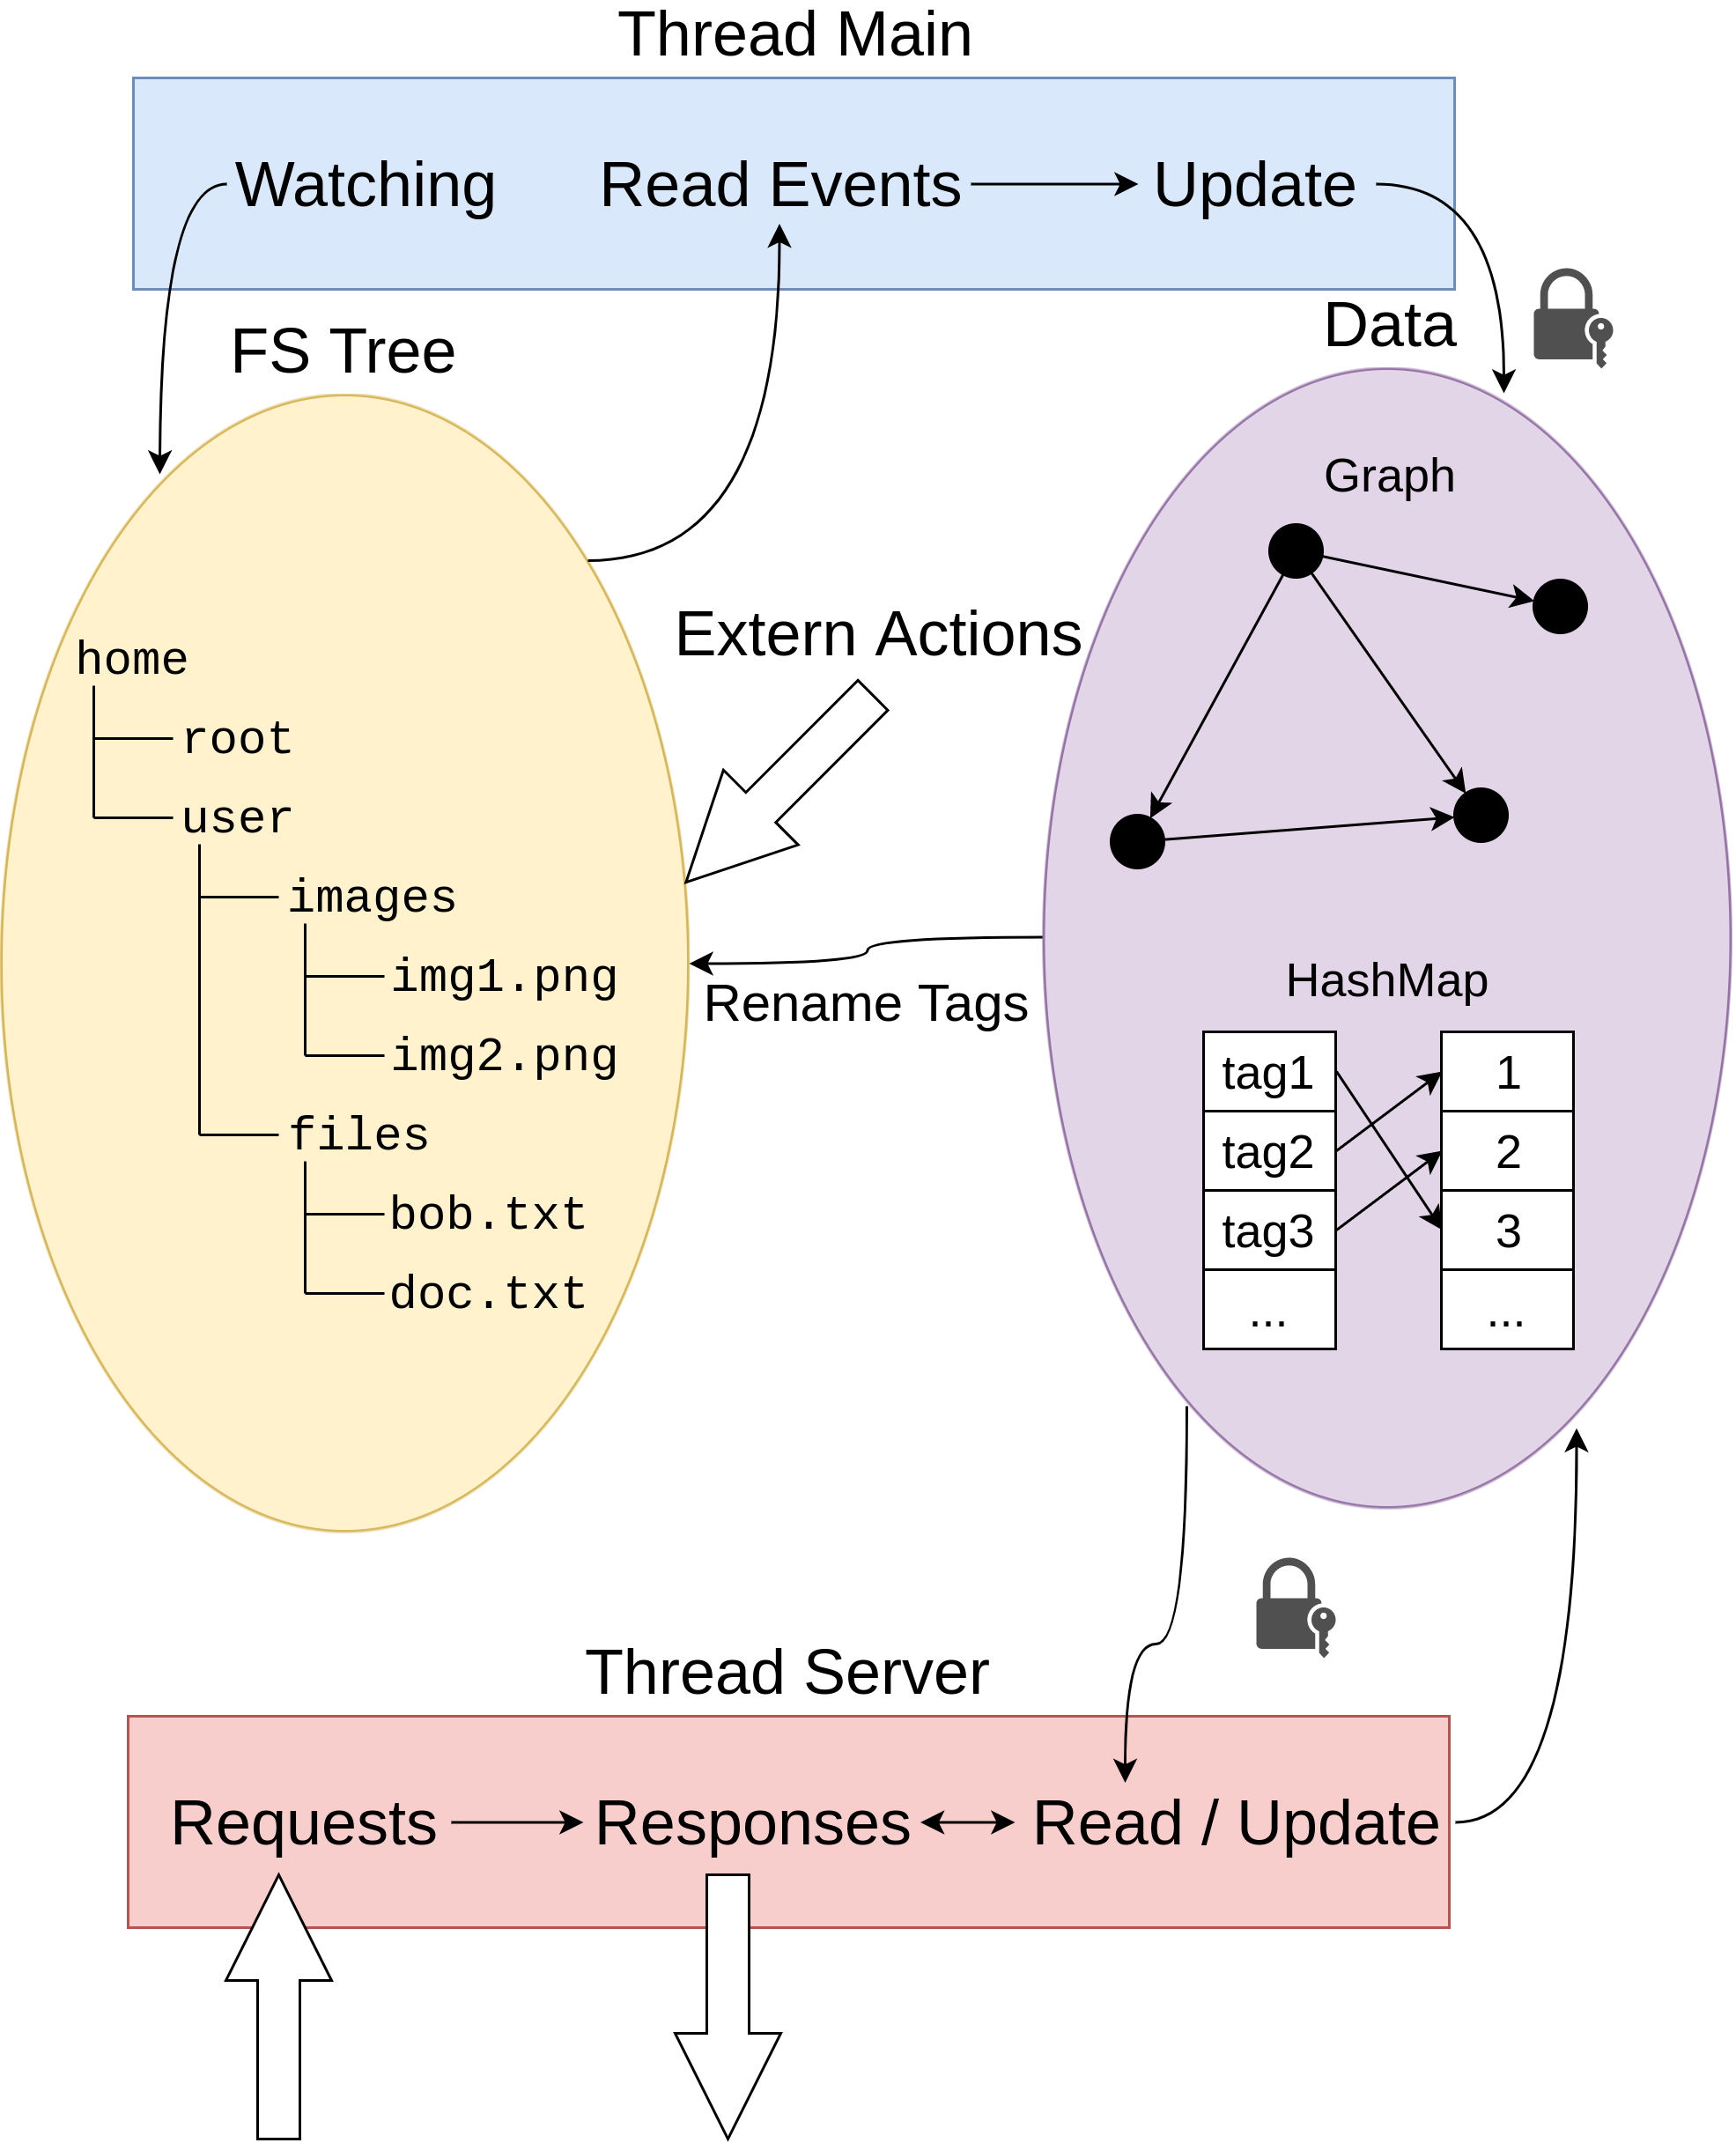 Thread Main
Watching
Read Events
Update
FS Tree
Data
home
root
user
images
img1.png
img2.png
files
bob.txt
doc.txt
Extern Actions
Rename Tags
Graph
HashMap
tag1
1
tag2
2
tag3
3
...
...
Thread Server
Requests
Responses
Read / Update